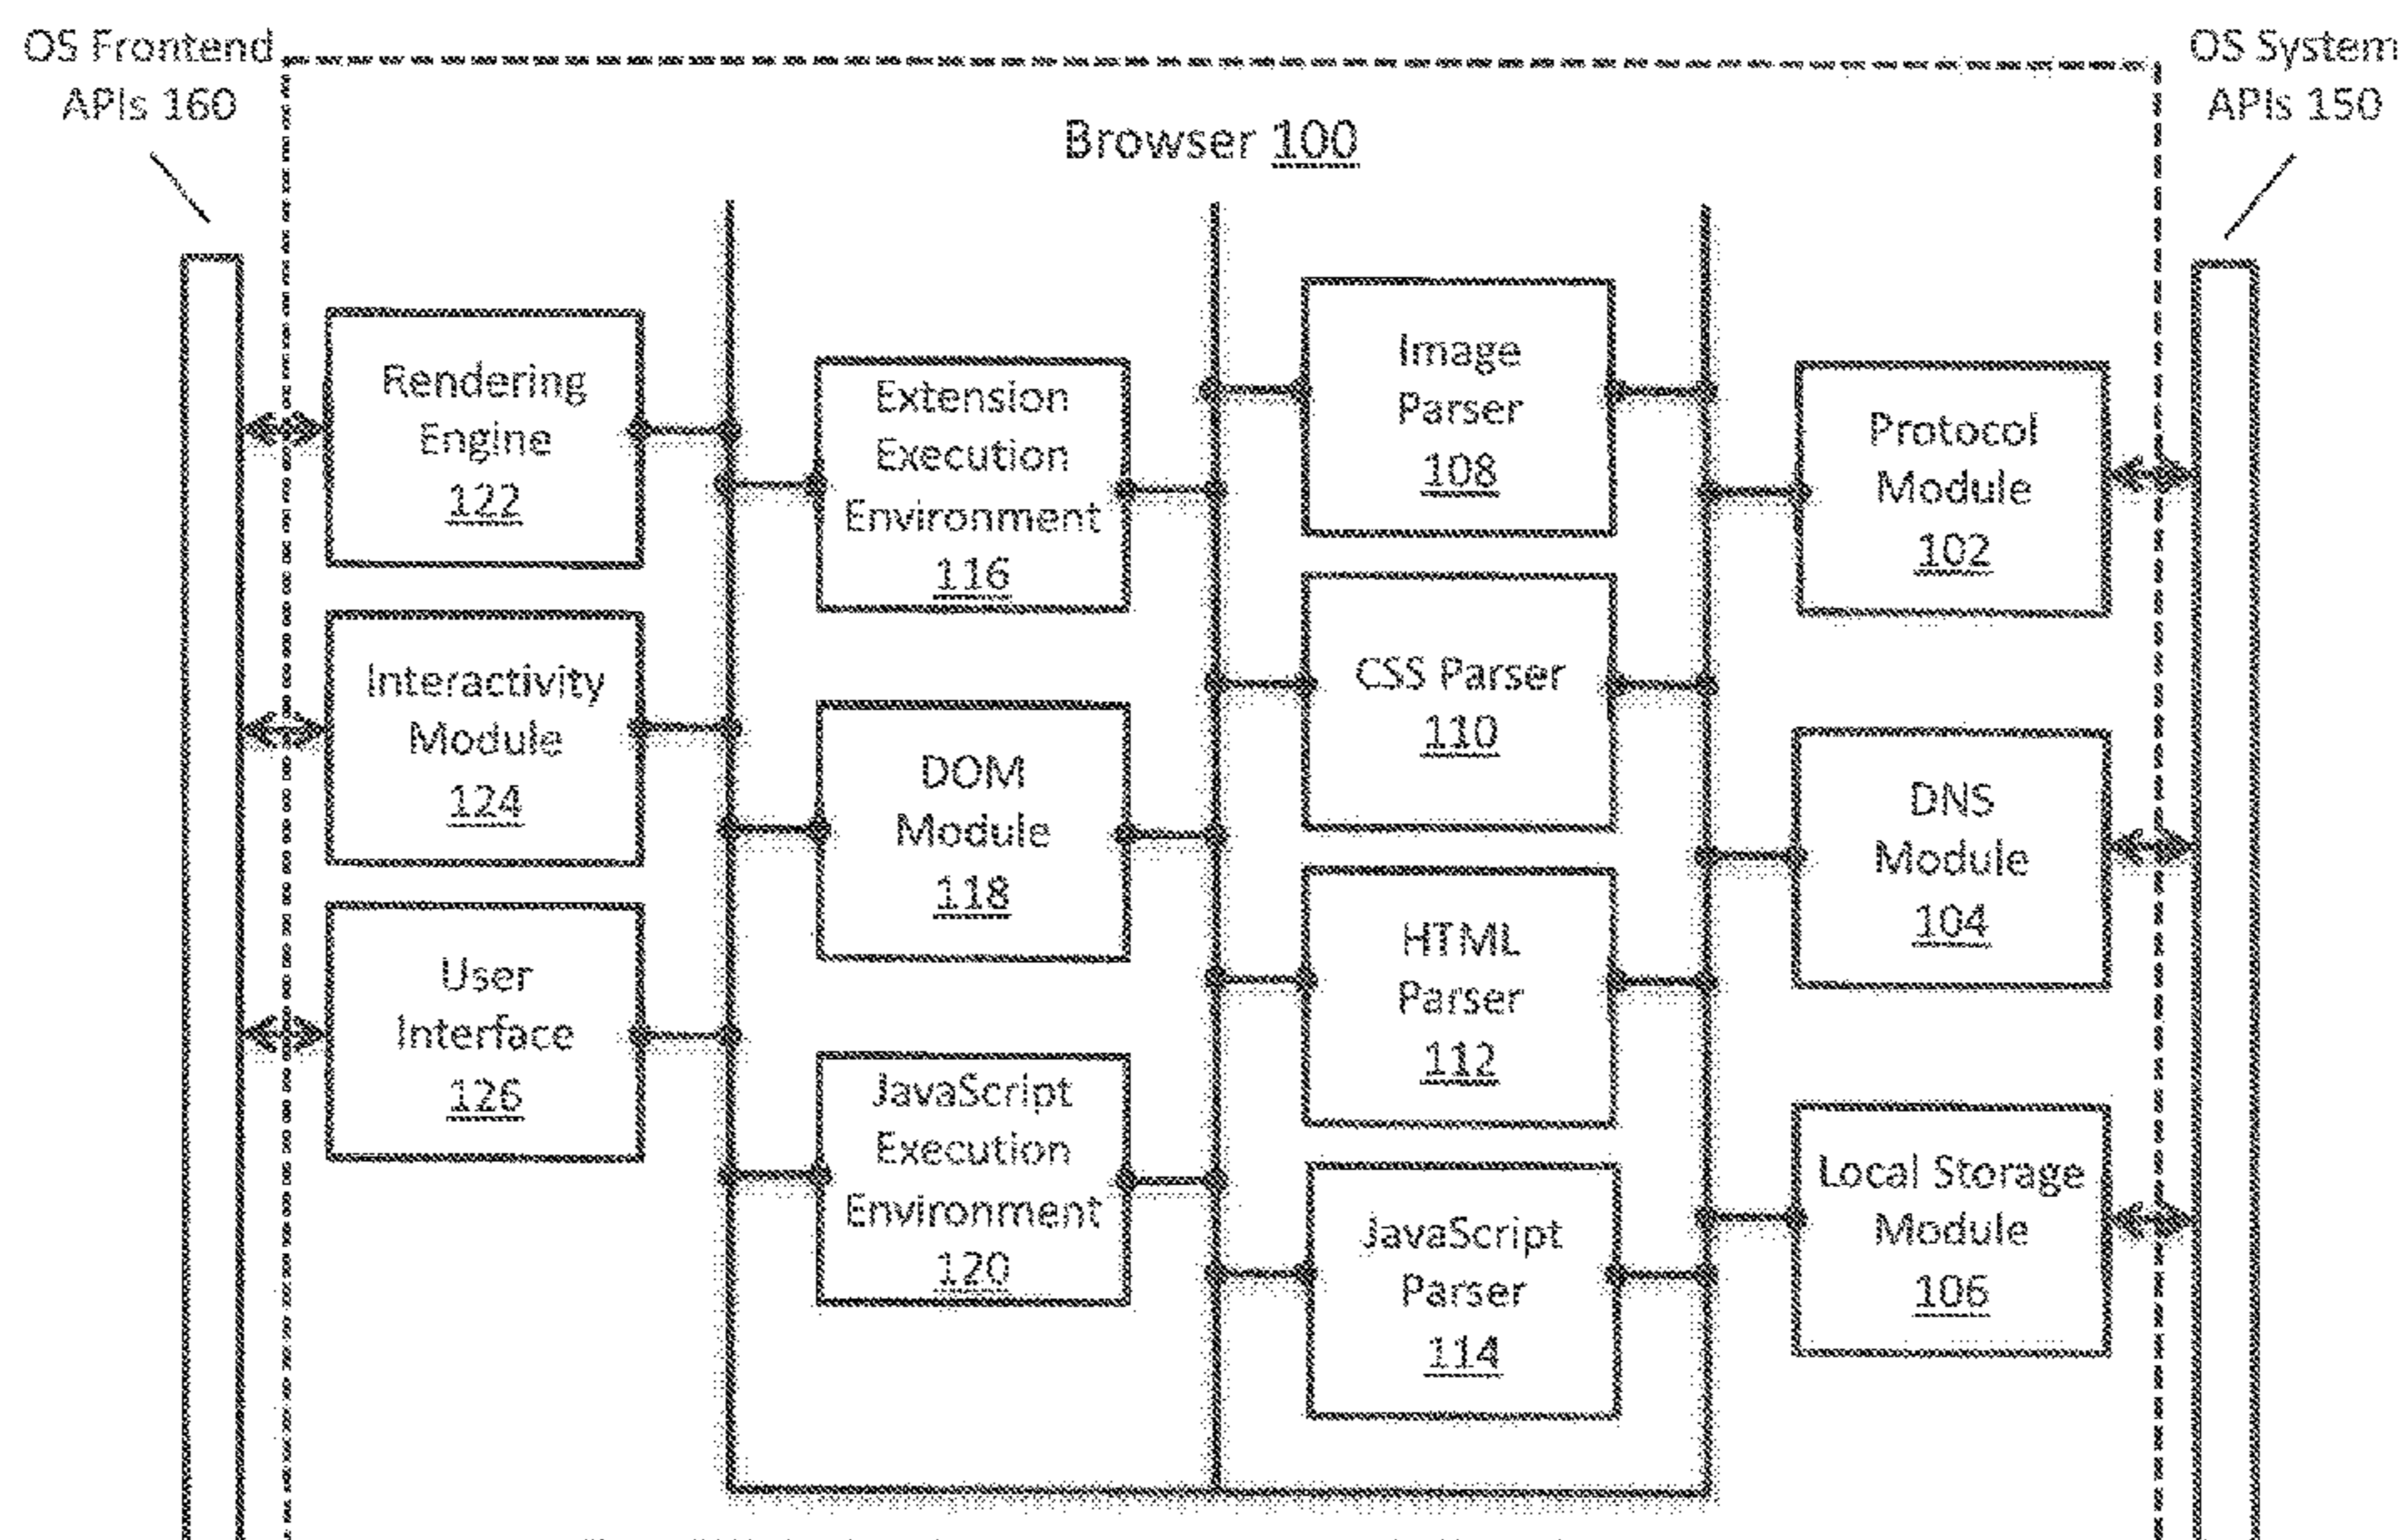 OS Frontend
APIs 160
OS System
APIs 150
Browser 100
Rendering
Engine
122
Interactivity
Module
124
User
Interface
126
Extension
Execution
Environment
116
DOM
Module
118
JavaScript
Execution
Environment
120
Image
Parser
108
CSS Parser
110
HTML
Parser
112
JavaScript
Parser
114
Protocol
Module
102
DNS
Module
104
Local Storage
Module
106